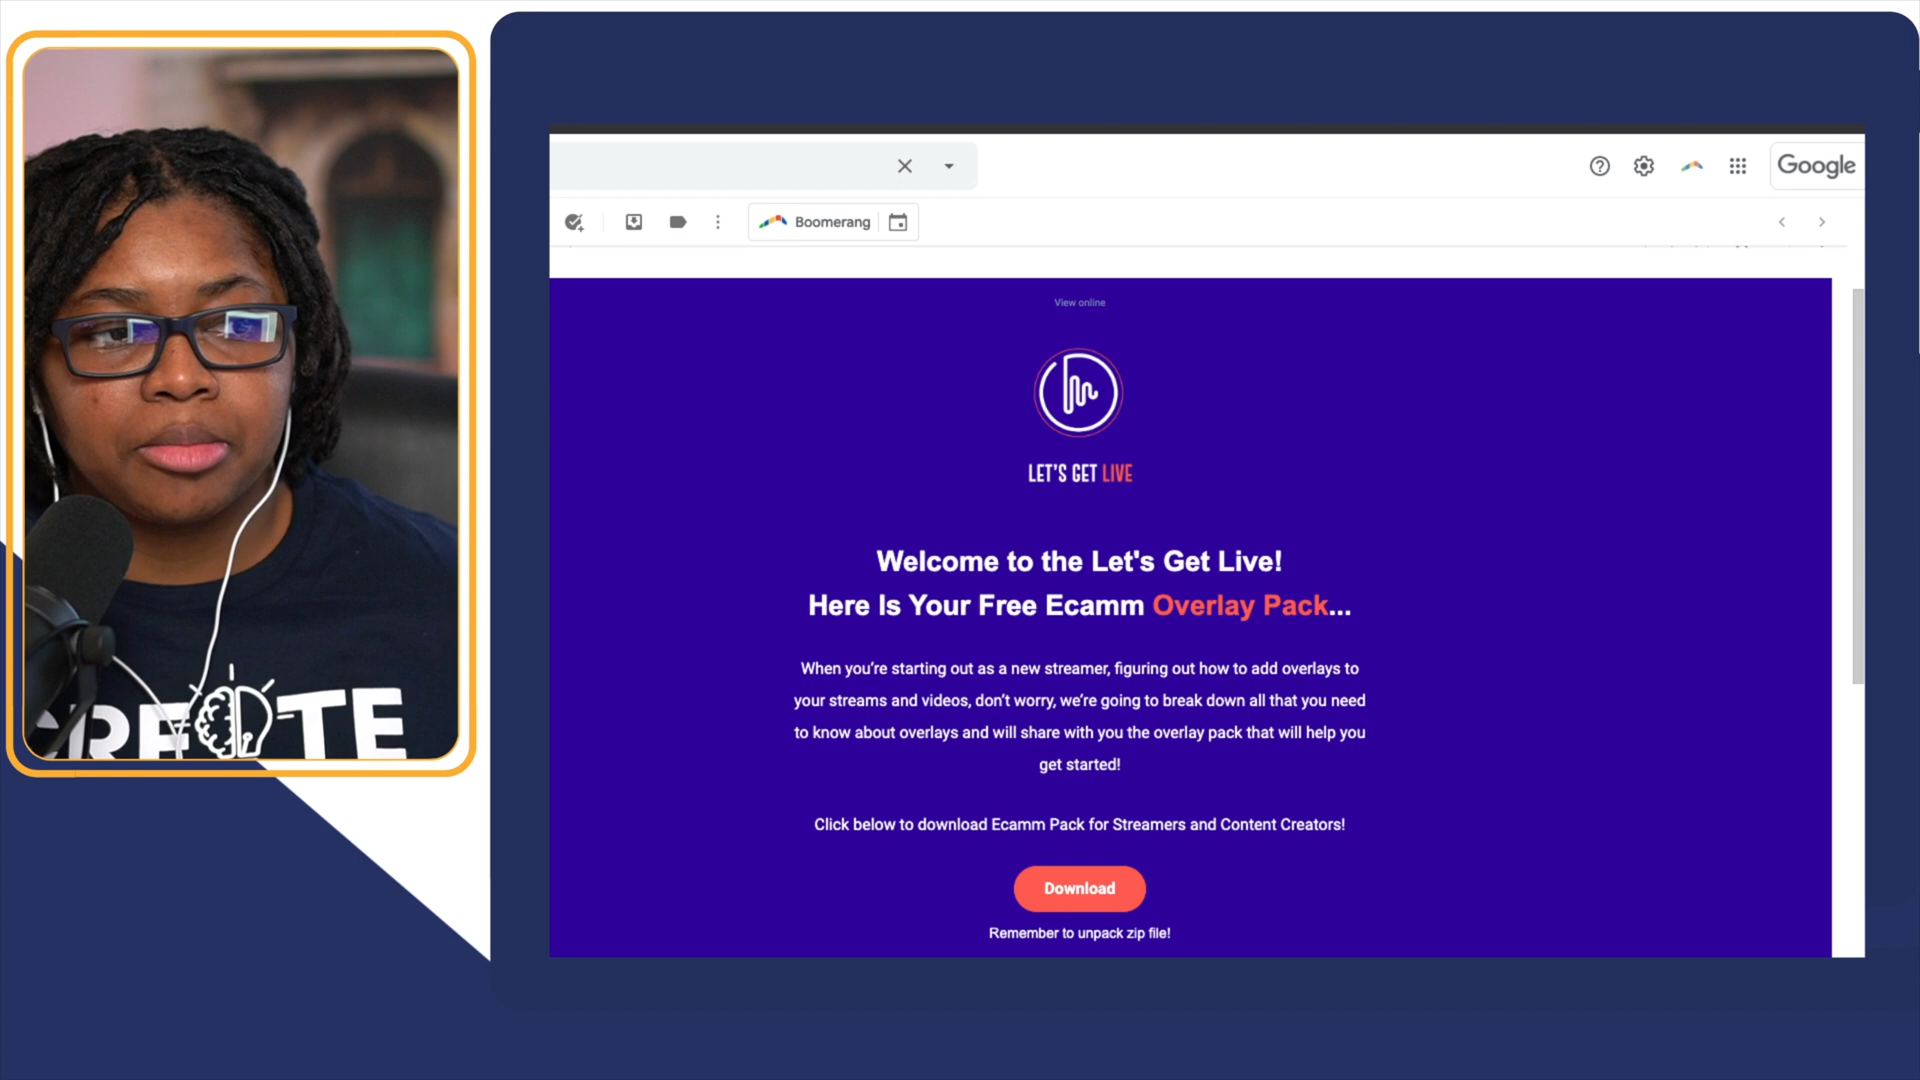 Google
Boomerang
View online
LET'S GET LIVE
Welcome to the Let's Get Live!
Here Is Your Free Ecamm Overlay Pack...
When you’re starting out as a new streamer, figuring out how to add overlays to
your streams and videos, don’t worry, we’re going to break down all that you need
to know about overlays and will share with you the overlay pack that will help you
get started!
Click below to download Ecamm Pack for Streamers and Content Creators!
Download
Remember to unpack zip file!
CREATE